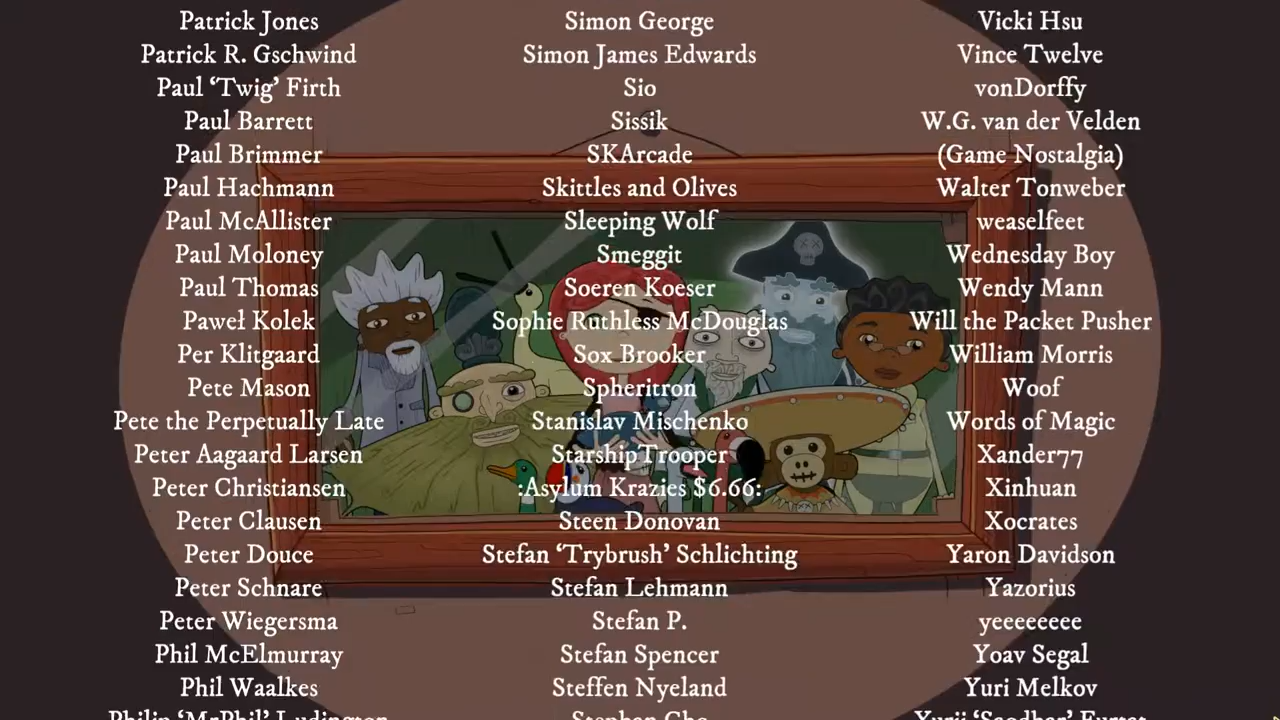 Patrick Jones
Patrick R. Gschwind
Paul ‘Twig’ Firth
Paul Barrett
Paul Brimmer
Paul Hachmann
Paul McAllister
Paul Moloney
Paul Thomas
Paweł Kolek
Per Klitgaard
Pete Mason
Pete the Perpetually Late
Peter Aagaard Larsen
Peter Christiansen
Peter Clausen
Peter Douce
Peter Schnare
Peter Wiegersma
Phil McElmurray
Phil Waalkes
Philip ‘MrPhil’ Ludington
Simon George
Simon James Edwards
Sio
Sissik
SKArcade
Skittles and Olives
Sleeping Wolf
Smeggit
Soeren Koeser
Sophie Ruthless McDouglas
Sox Brooker
Spheritron
Stanislav Mischenko
StarshipTrooper
:Asylum Krazies $6.66:
Steen Donovan
Stefan ‘Trybrush’ Schlichting
Stefan Lehmann
Stefan P.
Stefan Spencer
Steffen Nyeland
Stephan Cho
Vicki Hsu
Vince Twelve
vonDorffy
W.G. van der Velden
(Game Nostalgia)
Walter Tonweber
weaselfeet
Wednesday Boy
Wendy Mann
Will the Packet Pusher
William Morris
Woof
Words of Magic
Xander77
Xinhuan
Xocrates
Yaron Davidson
Yazorius
yeeeeeeee
Yoav Segal
Yuri Melkov
Yurii